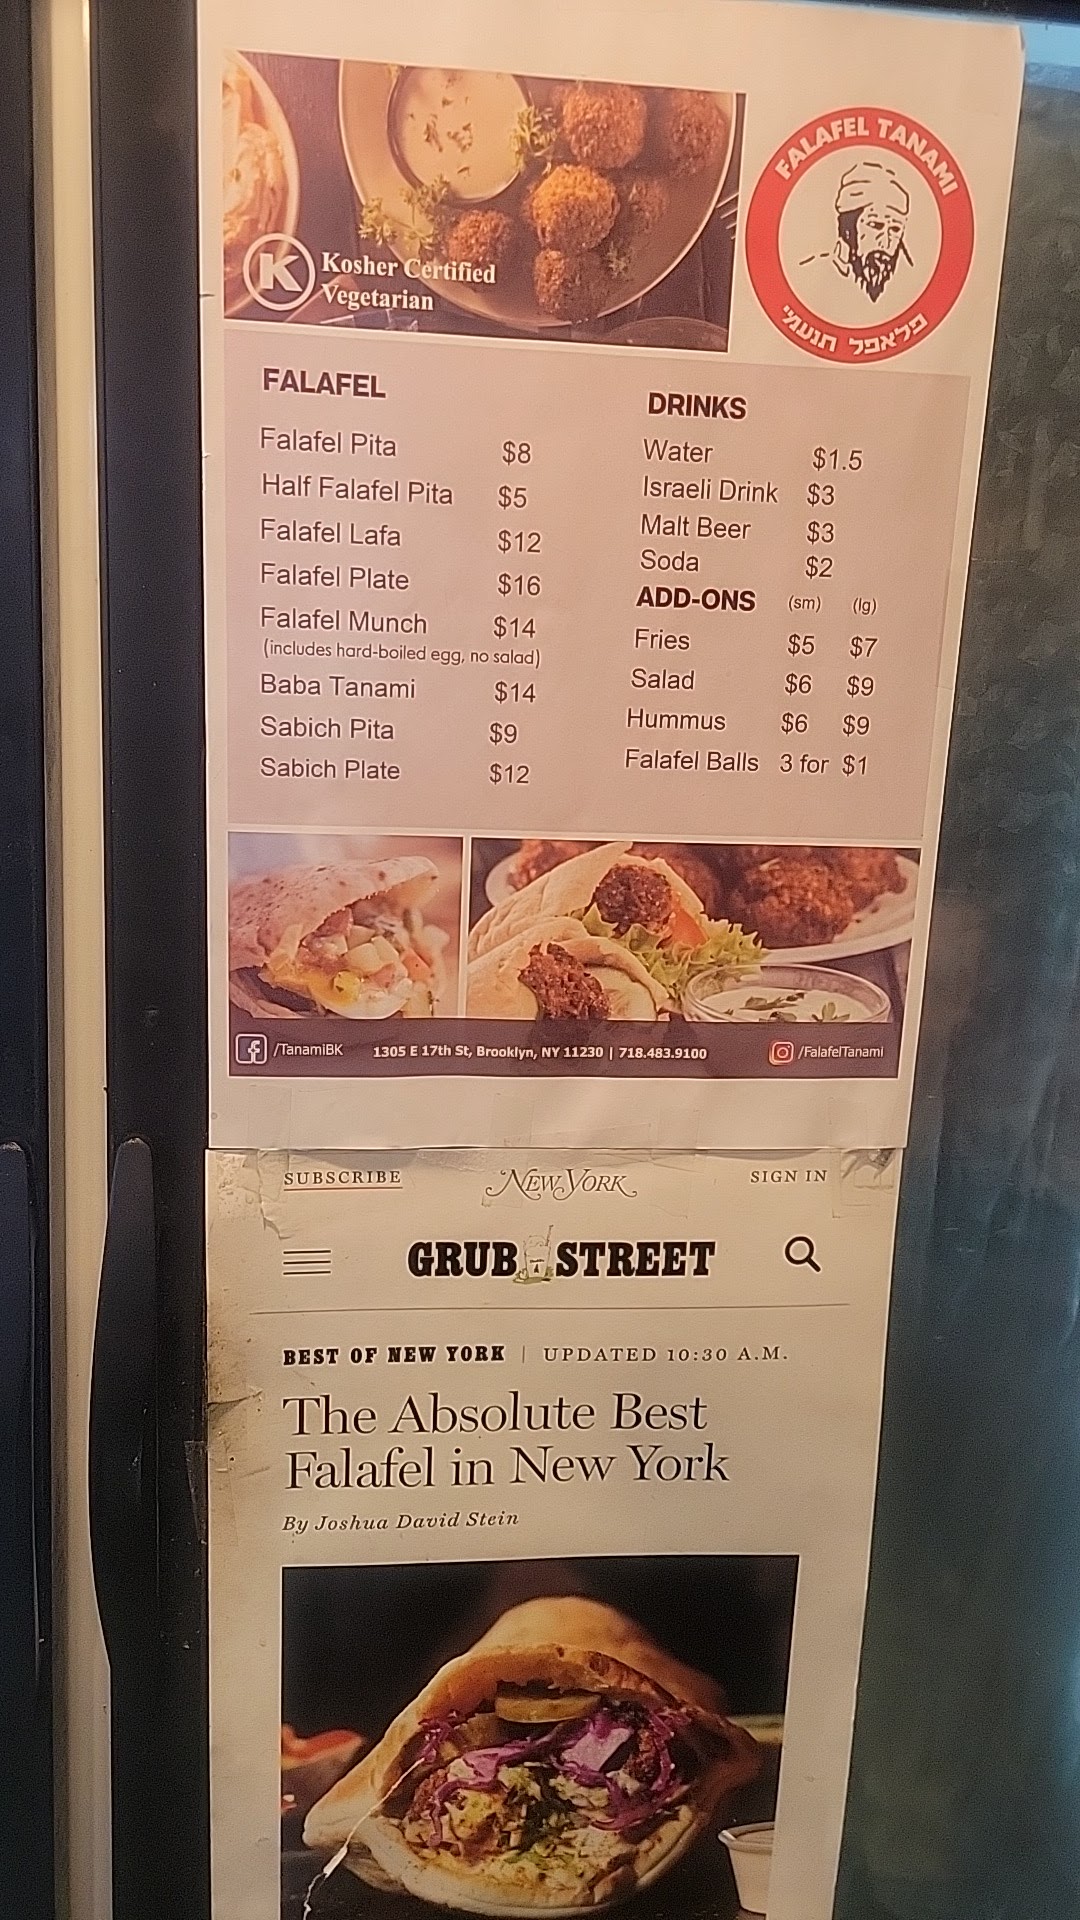 Kosher Certified
Vegetarian
K
FALAFEL TANAMI
פלאפל תנעמי
FALAFEL
Falafel Pita $8
Half Falafel Pita $5
Falafel Lafa $12
Falafel Plate $16
Falafel Munch $14
(includes hard-boiled egg, no salad)
Baba Tanami $14
Sabich Pita $9
Sabich Plate $12
DRINKS
Water $1.5
Israeli Drink $3
Malt Beer $3
Soda $2
ADD-ONS (sm) (lg)
Fries $5 $7
Salad $6 $9
Hummus $6 $9
Falafel Balls 3 for $1
/TanamiBK 1305 E 17th St, Brooklyn, NY 11230 | 718.483.9100 /FalafelTanami
SUBSCRIBE NEW YORK SIGN IN
GRUB STREET
BEST OF NEW YORK | UPDATED 10:30 A.M.
The Absolute Best
Falafel in New York
By Joshua David Stein